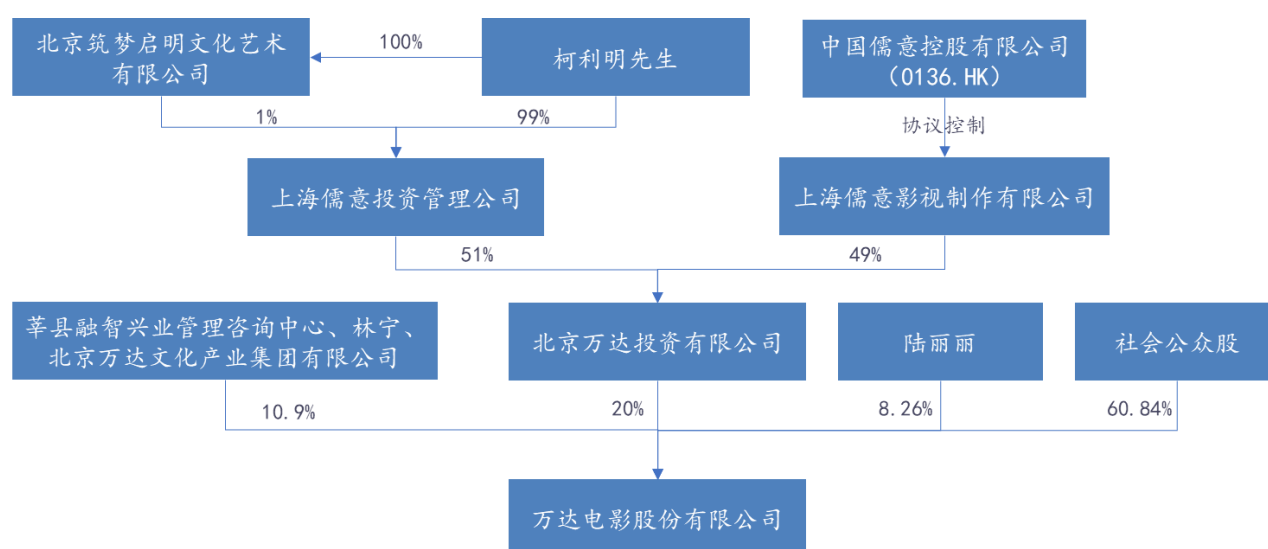 北京筑梦启明文化艺术
有限公司
100%
柯利明先生
中国儒意控股有限公司
（0136.HK）
1%
99%
协议控制
上海儒意投资管理公司
上海儒意影视制作有限公司
51%
49%
莘县融智兴业管理咨询中心、林宁、
北京万达文化产业集团有限公司
北京万达投资有限公司
陆丽丽
社会公众股
10.9%
20%
8.26%
60.84%
万达电影股份有限公司